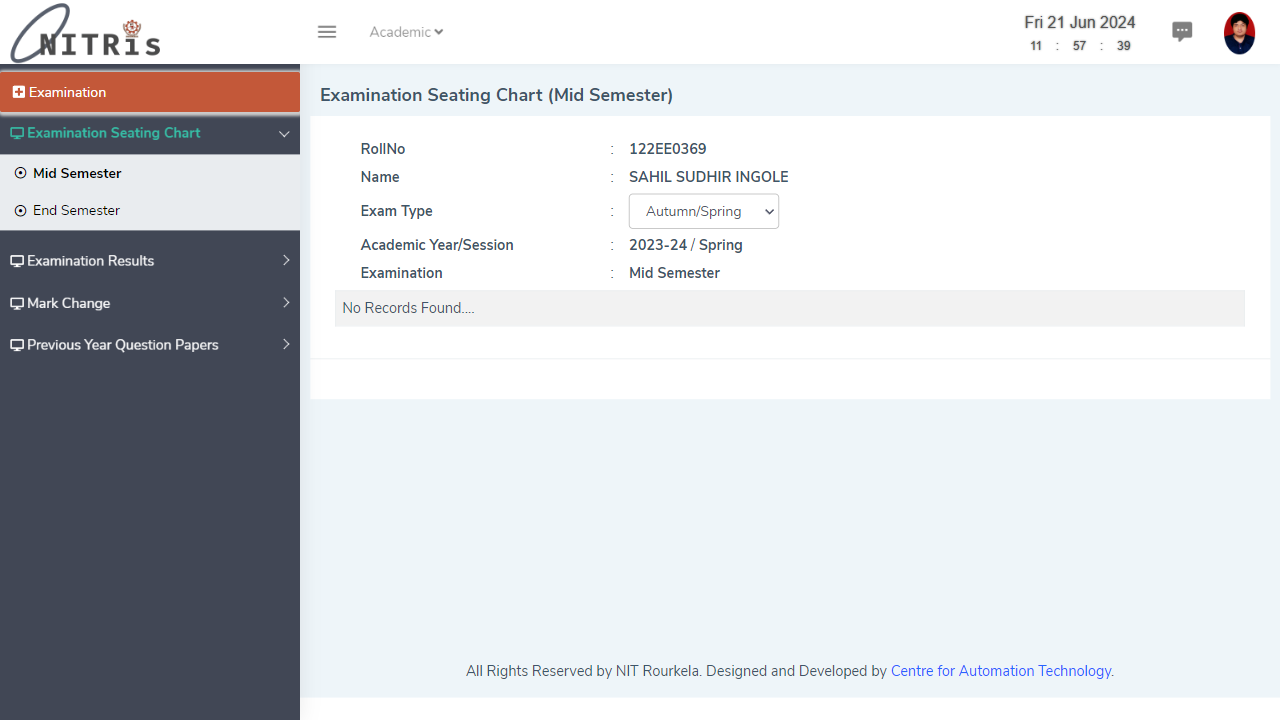 NITRis
Academic
Fri 21 Jun 2024
11 : 57 : 39
Examination
Examination Seating Chart
Mid Semester
End Semester
Examination Results
Mark Change
Previous Year Question Papers
Examination Seating Chart (Mid Semester)
RollNo : 122EE0369
Name : SAHIL SUDHIR INGOLE
Exam Type : Autumn/Spring
Academic Year/Session : 2023-24 / Spring
Examination : Mid Semester
No Records Found....
All Rights Reserved by NIT Rourkela. Designed and Developed by Centre for Automation Technology.